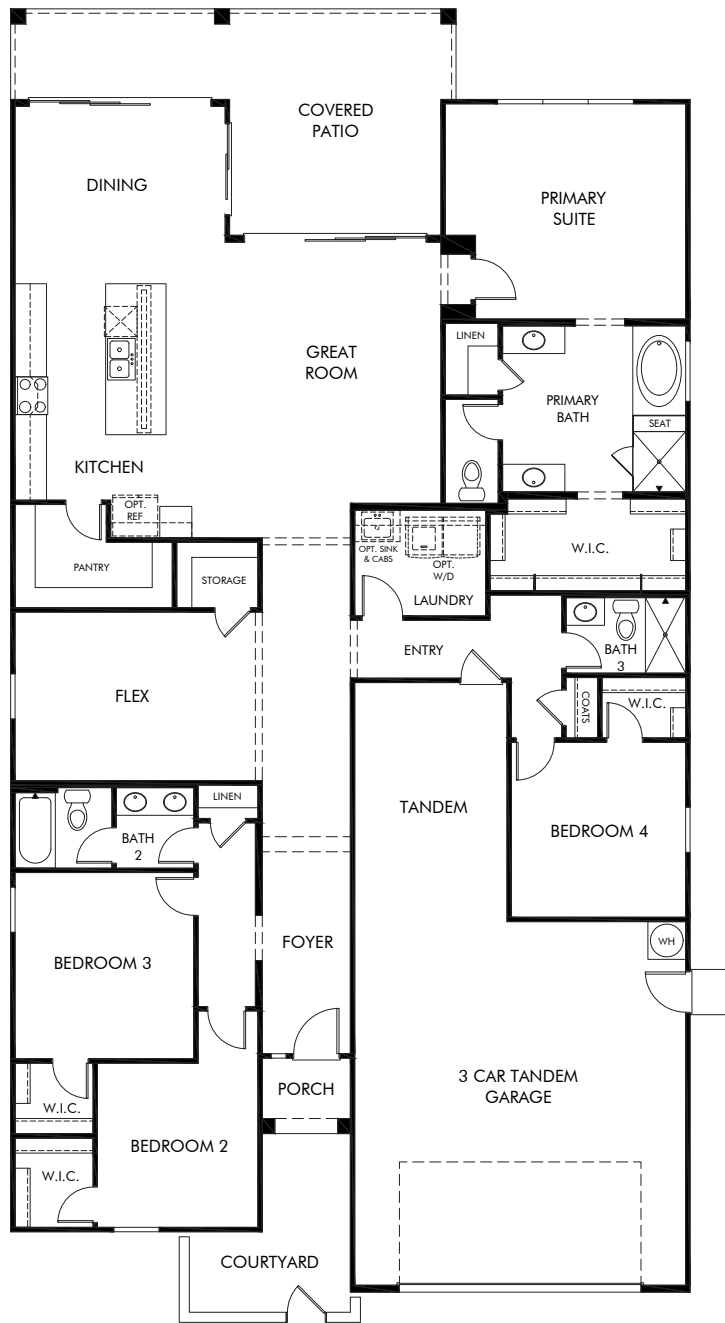 COVERED
PATIO
DINING
PRIMARY
SUITE
LINEN
GREAT
ROOM
PRIMARY
BATH
SEAT
KITCHEN
OPT.
REF
PANTRY
STORAGE
OPT. SINK
& CABS
OPT.
W/D
LAUNDRY
W.I.C.
ENTRY
BATH
3
FLEX
COATS
W.I.C.
TANDEM
BEDROOM 4
LINEN
BATH
2
FOYER
WH
BEDROOM 3
3 CAR TANDEM
GARAGE
PORCH
W.I.C.
BEDROOM 2
W.I.C.
COURTYARD